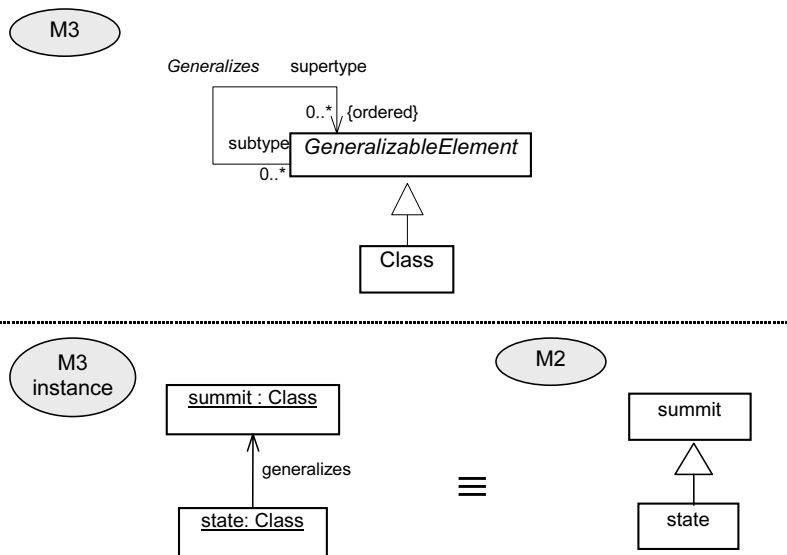 M3
Generalizes supertype
0..* {ordered}
subtype GeneralizableElement
0..*
Class
M3
instance
M2
summit : Class
summit
generalizes
≡
state: Class
state